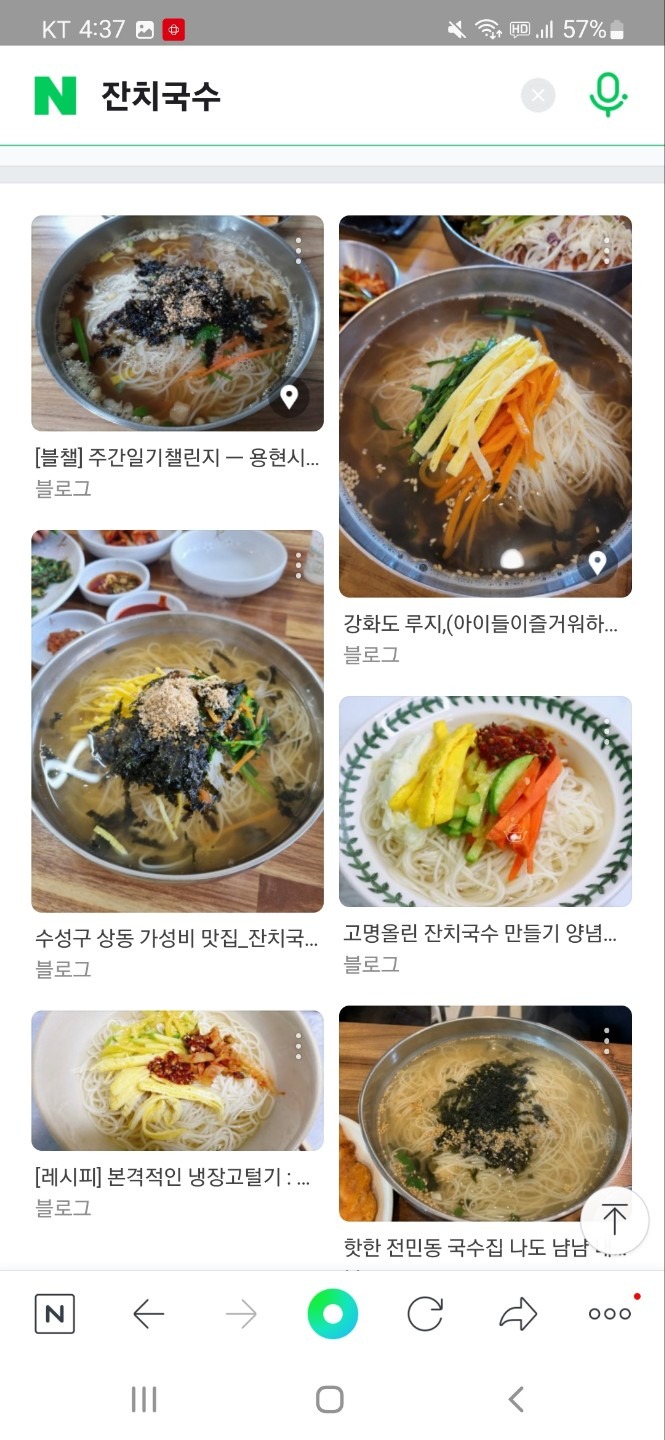 KT 4:37
HD 57%
N 잔치국수
[블챌] 주간일기챌린지 — 용현시...
블로그
강화도 루지,(아이들이즐거워하...
블로그
수성구 상동 가성비 맛집_잔치국...
블로그
고명올린 잔치국수 만들기 양념...
블로그
[레시피] 본격적인 냉장고털기 : ...
블로그
핫한 전민동 국수집 나도 냠냠
N